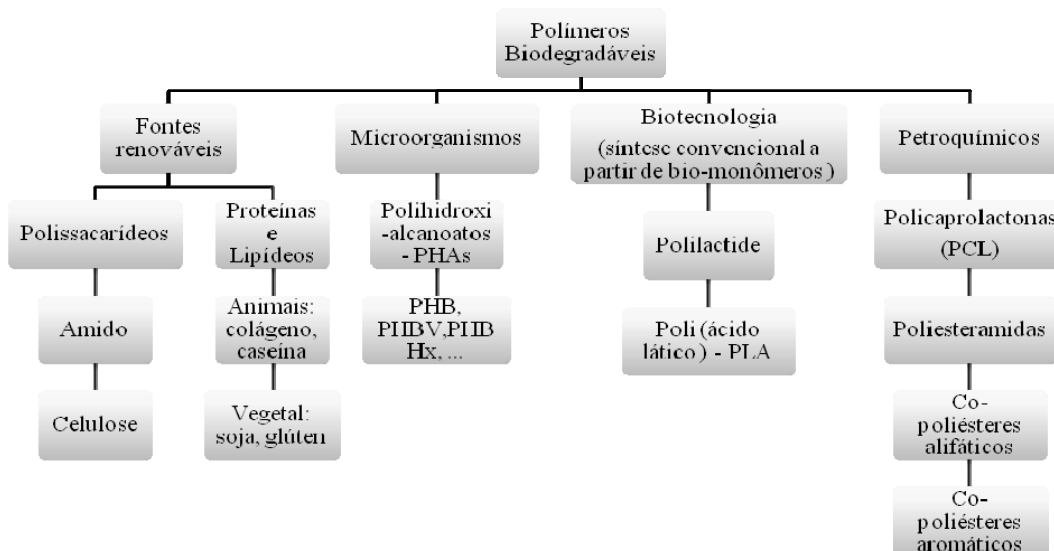 Polímeros
Biodegradáveis
Fontes
renováveis
Microorganismos
Biotecnologia
(síntese convencional a
partir de bio-monômeros )
Petroquímicos
Polissacarídeos
Proteínas
e
Lipídeos
Polihidroxi
-alcanoatos
- PHAs
Polilactide
Policaprolactonas
(PCL)
Amido
Animais:
colágeno,
caseína
PHB,
PHBV,PHB
Hx, ...
Poli (ácido
lático ) - PLA
Poliesteramidas
Celulose
Vegetal:
soja, glúten
Co-
poliésteres
alifáticos
Co-
poliésteres
aromáticos